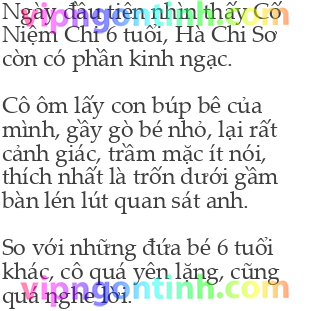 Ngày đầu tiên nhìn thấy Cố
Niệm Chi 6 tuổi, Hà Chi Sơ
còn có phần kinh ngạc.
Cô ôm lấy con búp bê của
mình, gầy gò bé nhỏ, lại rất
cảnh giác, trầm mặc ít nói,
thích nhất là trốn dưới gầm
bàn lén lút quan sát anh.
So với những đứa bé 6 tuổi
khác, cô quá yên lặng, cũng
quá nghe lời.
vipngontinh.com
vipngontinh.com